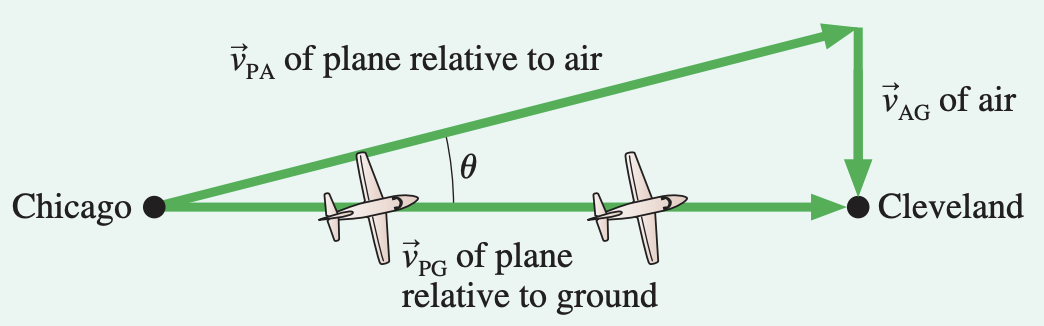 v⃗PA of plane relative to air
v⃗AG of air
θ
Chicago
Cleveland
v⃗PG of plane
relative to ground